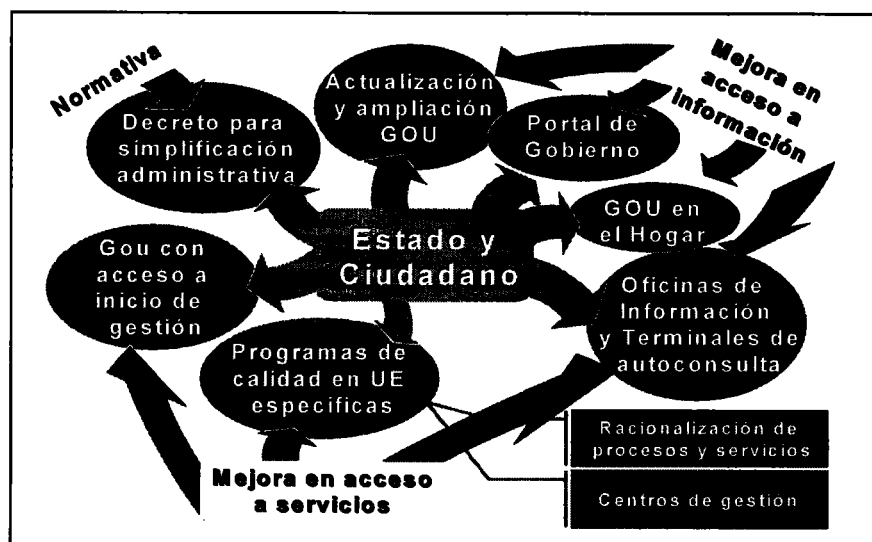 Normativa
Decreto para
simplificación
administrativa
Actualización
y ampliación
GOU
Portal de
Gobierno
Mejora en
acceso a
información
GOU en
el Hogar
Estado y
Ciudadano
Gou con
acceso a
inicio de
gestión
Oficinas de
Información
y Terminales de
autoconsulta
Programas de
calidad en UE
específicas
Racionalización de
procesos y servicios
Centros de gestión
Mejora en acceso
a servicios